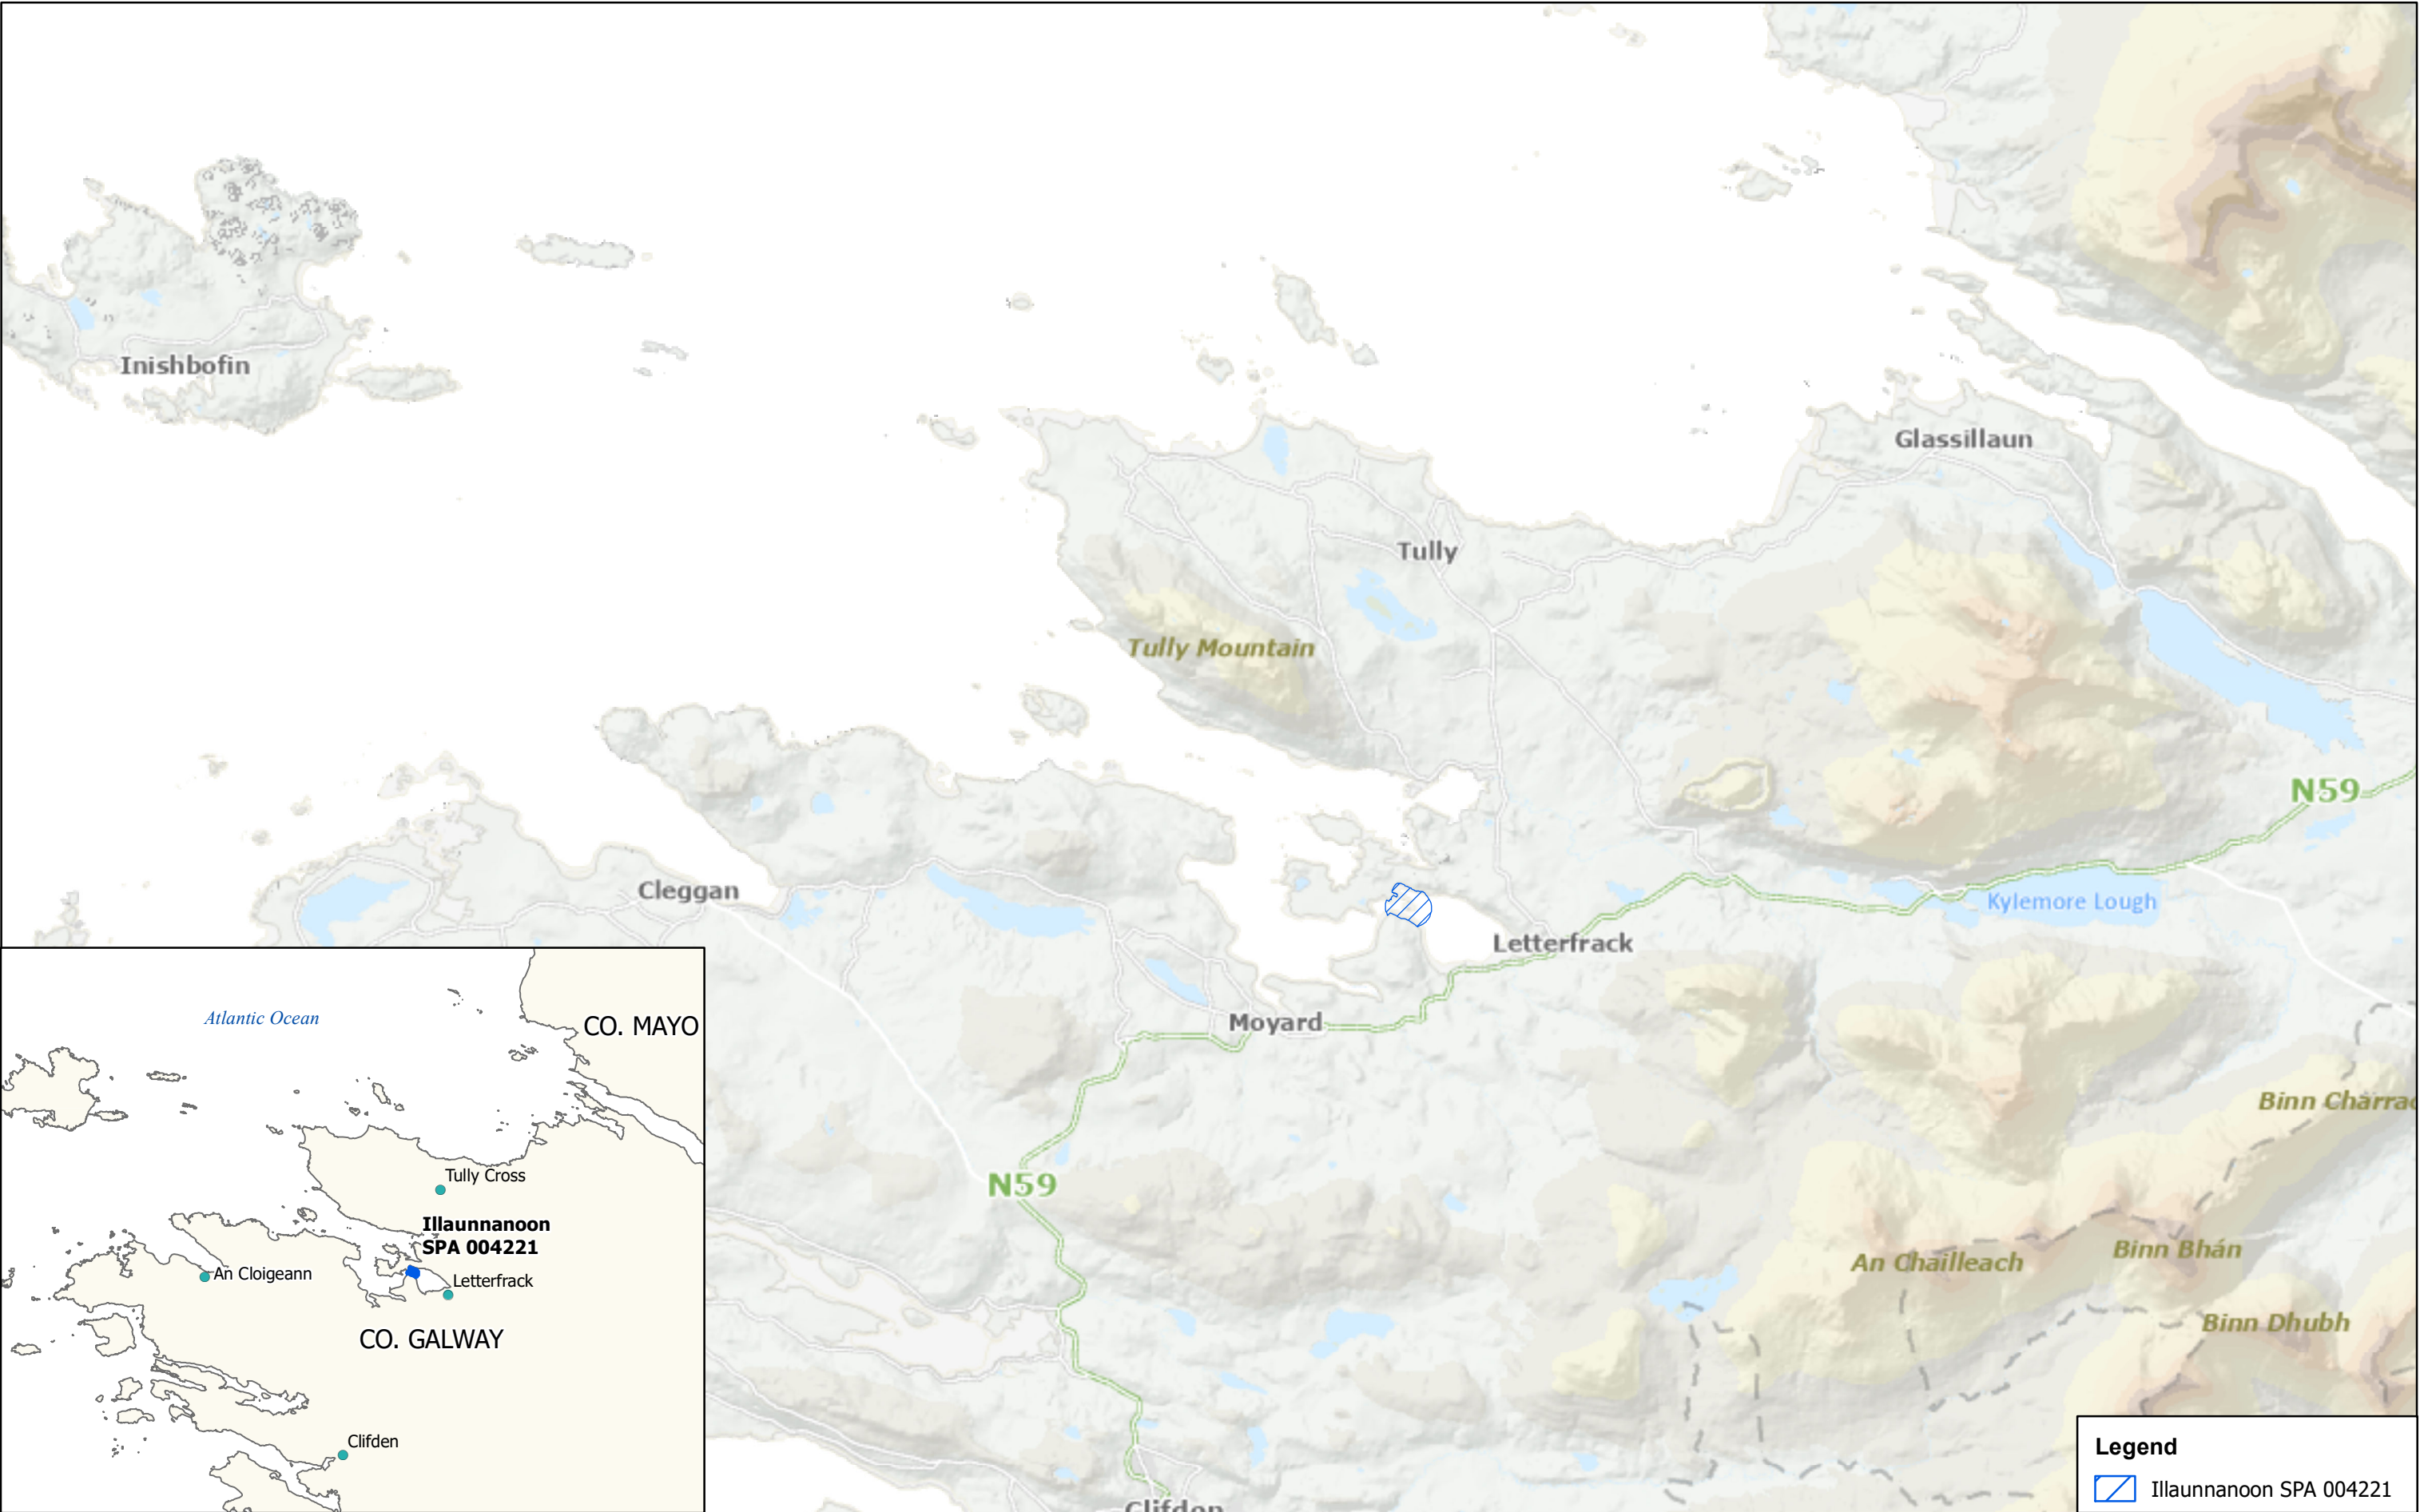 Inishbofin
Glassillaun
Tully
Tully Mountain
N59
Cleggan
Kylemore Lough
Letterfrack
Moyard
N59
Binn Charrao
An Chailleach
Binn Bhán
Binn Dhubh
Clifden
Atlantic Ocean
CO. MAYO
Tully Cross
Illaunnanoon
SPA 004221
An Cloigeann
Letterfrack
CO. GALWAY
Clifden
Legend
Illaunnanoon SPA 004221